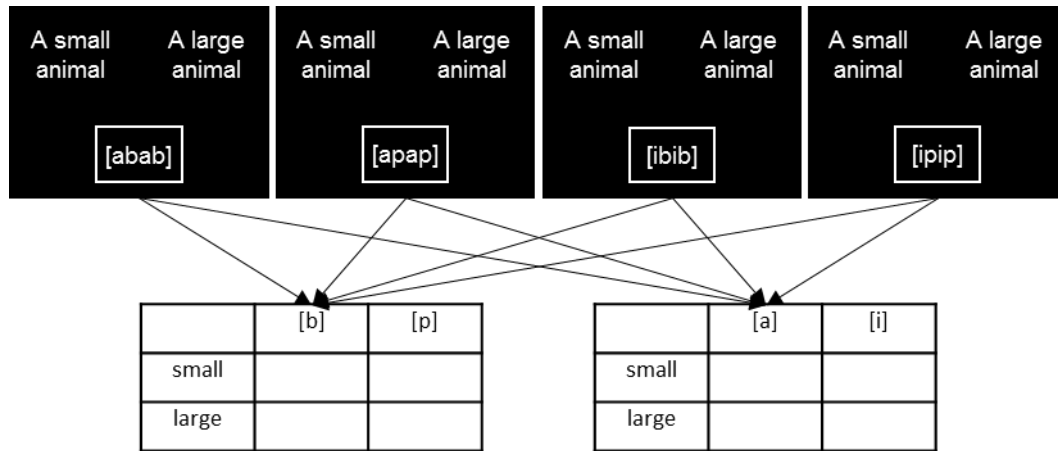 A small A large A small A large A small A large A small A large
animal animal animal animal animal animal animal animal
[abab] [apap] [ibib] [ipip]
[b] [p] [a] [i]
small small
large large